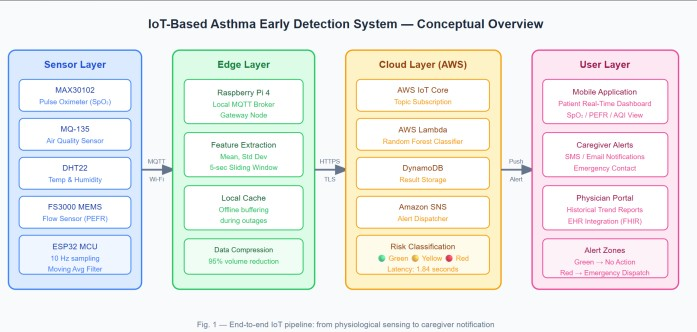 IoT-Based Asthma Early Detection System — Conceptual Overview
Sensor Layer
MAX30102
Pulse Oximeter (SpO₂)
MQ-135
Air Quality Sensor
DHT22
Temp & Humidity
FS3000 MEMS
Flow Sensor (PEFR)
ESP32 MCU
10 Hz sampling
Moving Avg Filter
MQTT
Wi-Fi
Edge Layer
Raspberry Pi 4
Local MQTT Broker
Gateway Node
Feature Extraction
Mean, Std Dev
5-sec Sliding Window
Local Cache
Offline buffering
during outages
Data Compression
95% volume reduction
HTTPS
TLS
Cloud Layer (AWS)
AWS IoT Core
Topic Subscription
AWS Lambda
Random Forest Classifier
DynamoDB
Result Storage
Amazon SNS
Alert Dispatcher
Risk Classification
Green Yellow Red
Latency: 1.84 seconds
Push
Alert
User Layer
Mobile Application
Patient Real-Time Dashboard
SpO₂ / PEFR / AQI View
Caregiver Alerts
SMS / Email Notifications
Emergency Contact
Physician Portal
Historical Trend Reports
EHR Integration (FHIR)
Alert Zones
Green → No Action
Red → Emergency Dispatch
Fig. 1 — End-to-end IoT pipeline: from physiological sensing to caregiver notification